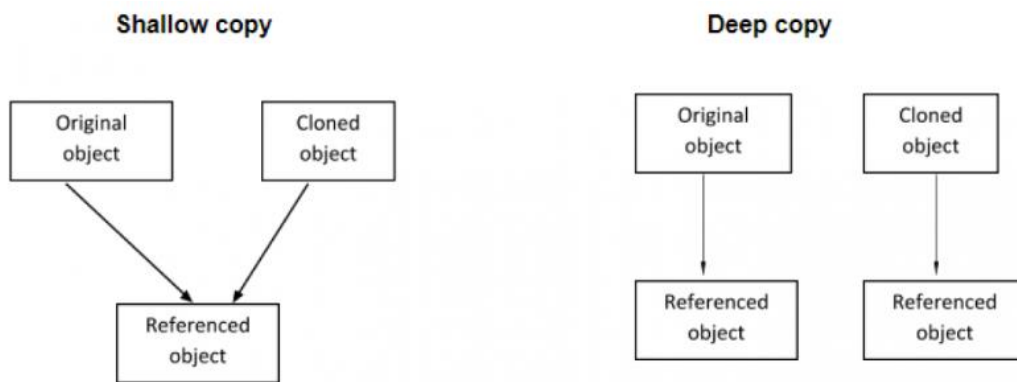 Shallow copy
Deep copy
Original
object
Cloned
object
Referenced
object
Original
object
Cloned
object
Referenced
object
Referenced
object